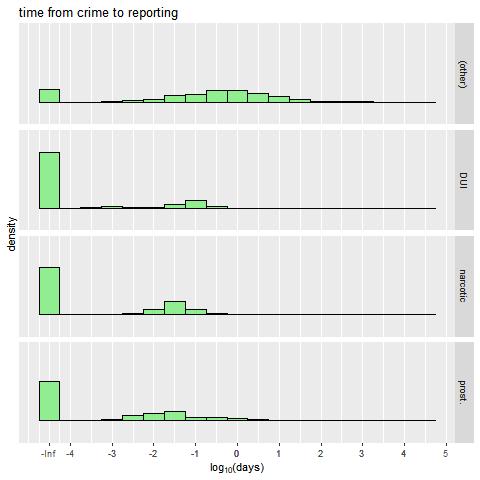 time from crime to reporting
(other)
DUI
narcotic
prost.
density
-Inf -4 -3 -2 -1 0 1 2 3 4 5
log10(days)